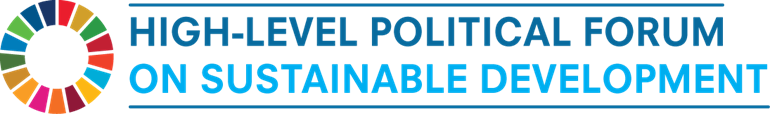 HIGH-LEVEL POLITICAL FORUM
ON SUSTAINABLE DEVELOPMENT